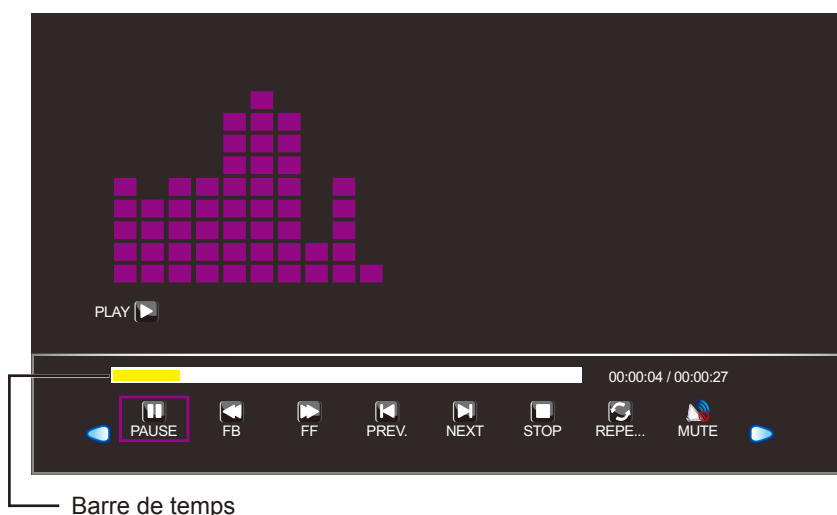 PLAY
00:00:04 / 00:00:27
PAUSE FB FF PREV. NEXT STOP REPE... MUTE
Barre de temps